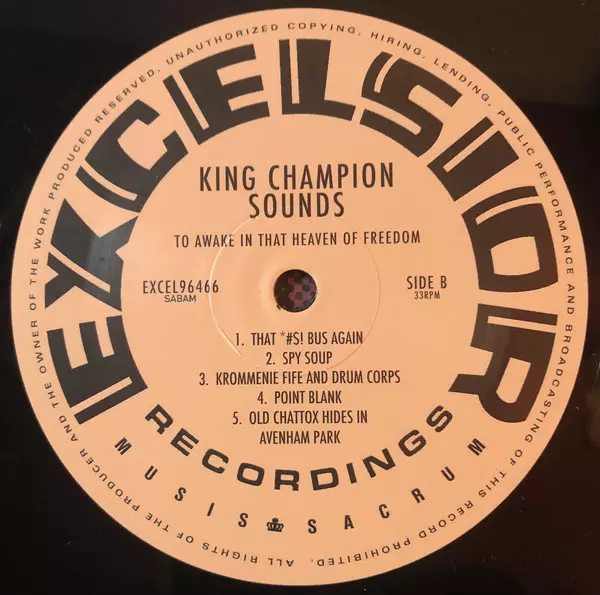 ALL RIGHTS OF THE PRODUCER AND THE OWNER OF THE WORK PRODUCED RESERVED. UNAUTHORIZED COPYING, HIRING, LENDING, PUBLIC PERFORMANCE AND BROADCASTING OF THIS RECORD PROHIBITED.
EXCELSIOR
RECORDINGS
MUSIS SACRUM
KING CHAMPION
SOUNDS
TO AWAKE IN THAT HEAVEN OF FREEDOM
EXCEL96466
SABAM
SIDE B
33RPM
1. THAT *#$! BUS AGAIN
2. SPY SOUP
3. KROMMENIE FIFE AND DRUM CORPS
4. POINT BLANK
5. OLD CHATTOX HIDES IN
AVENHAM PARK